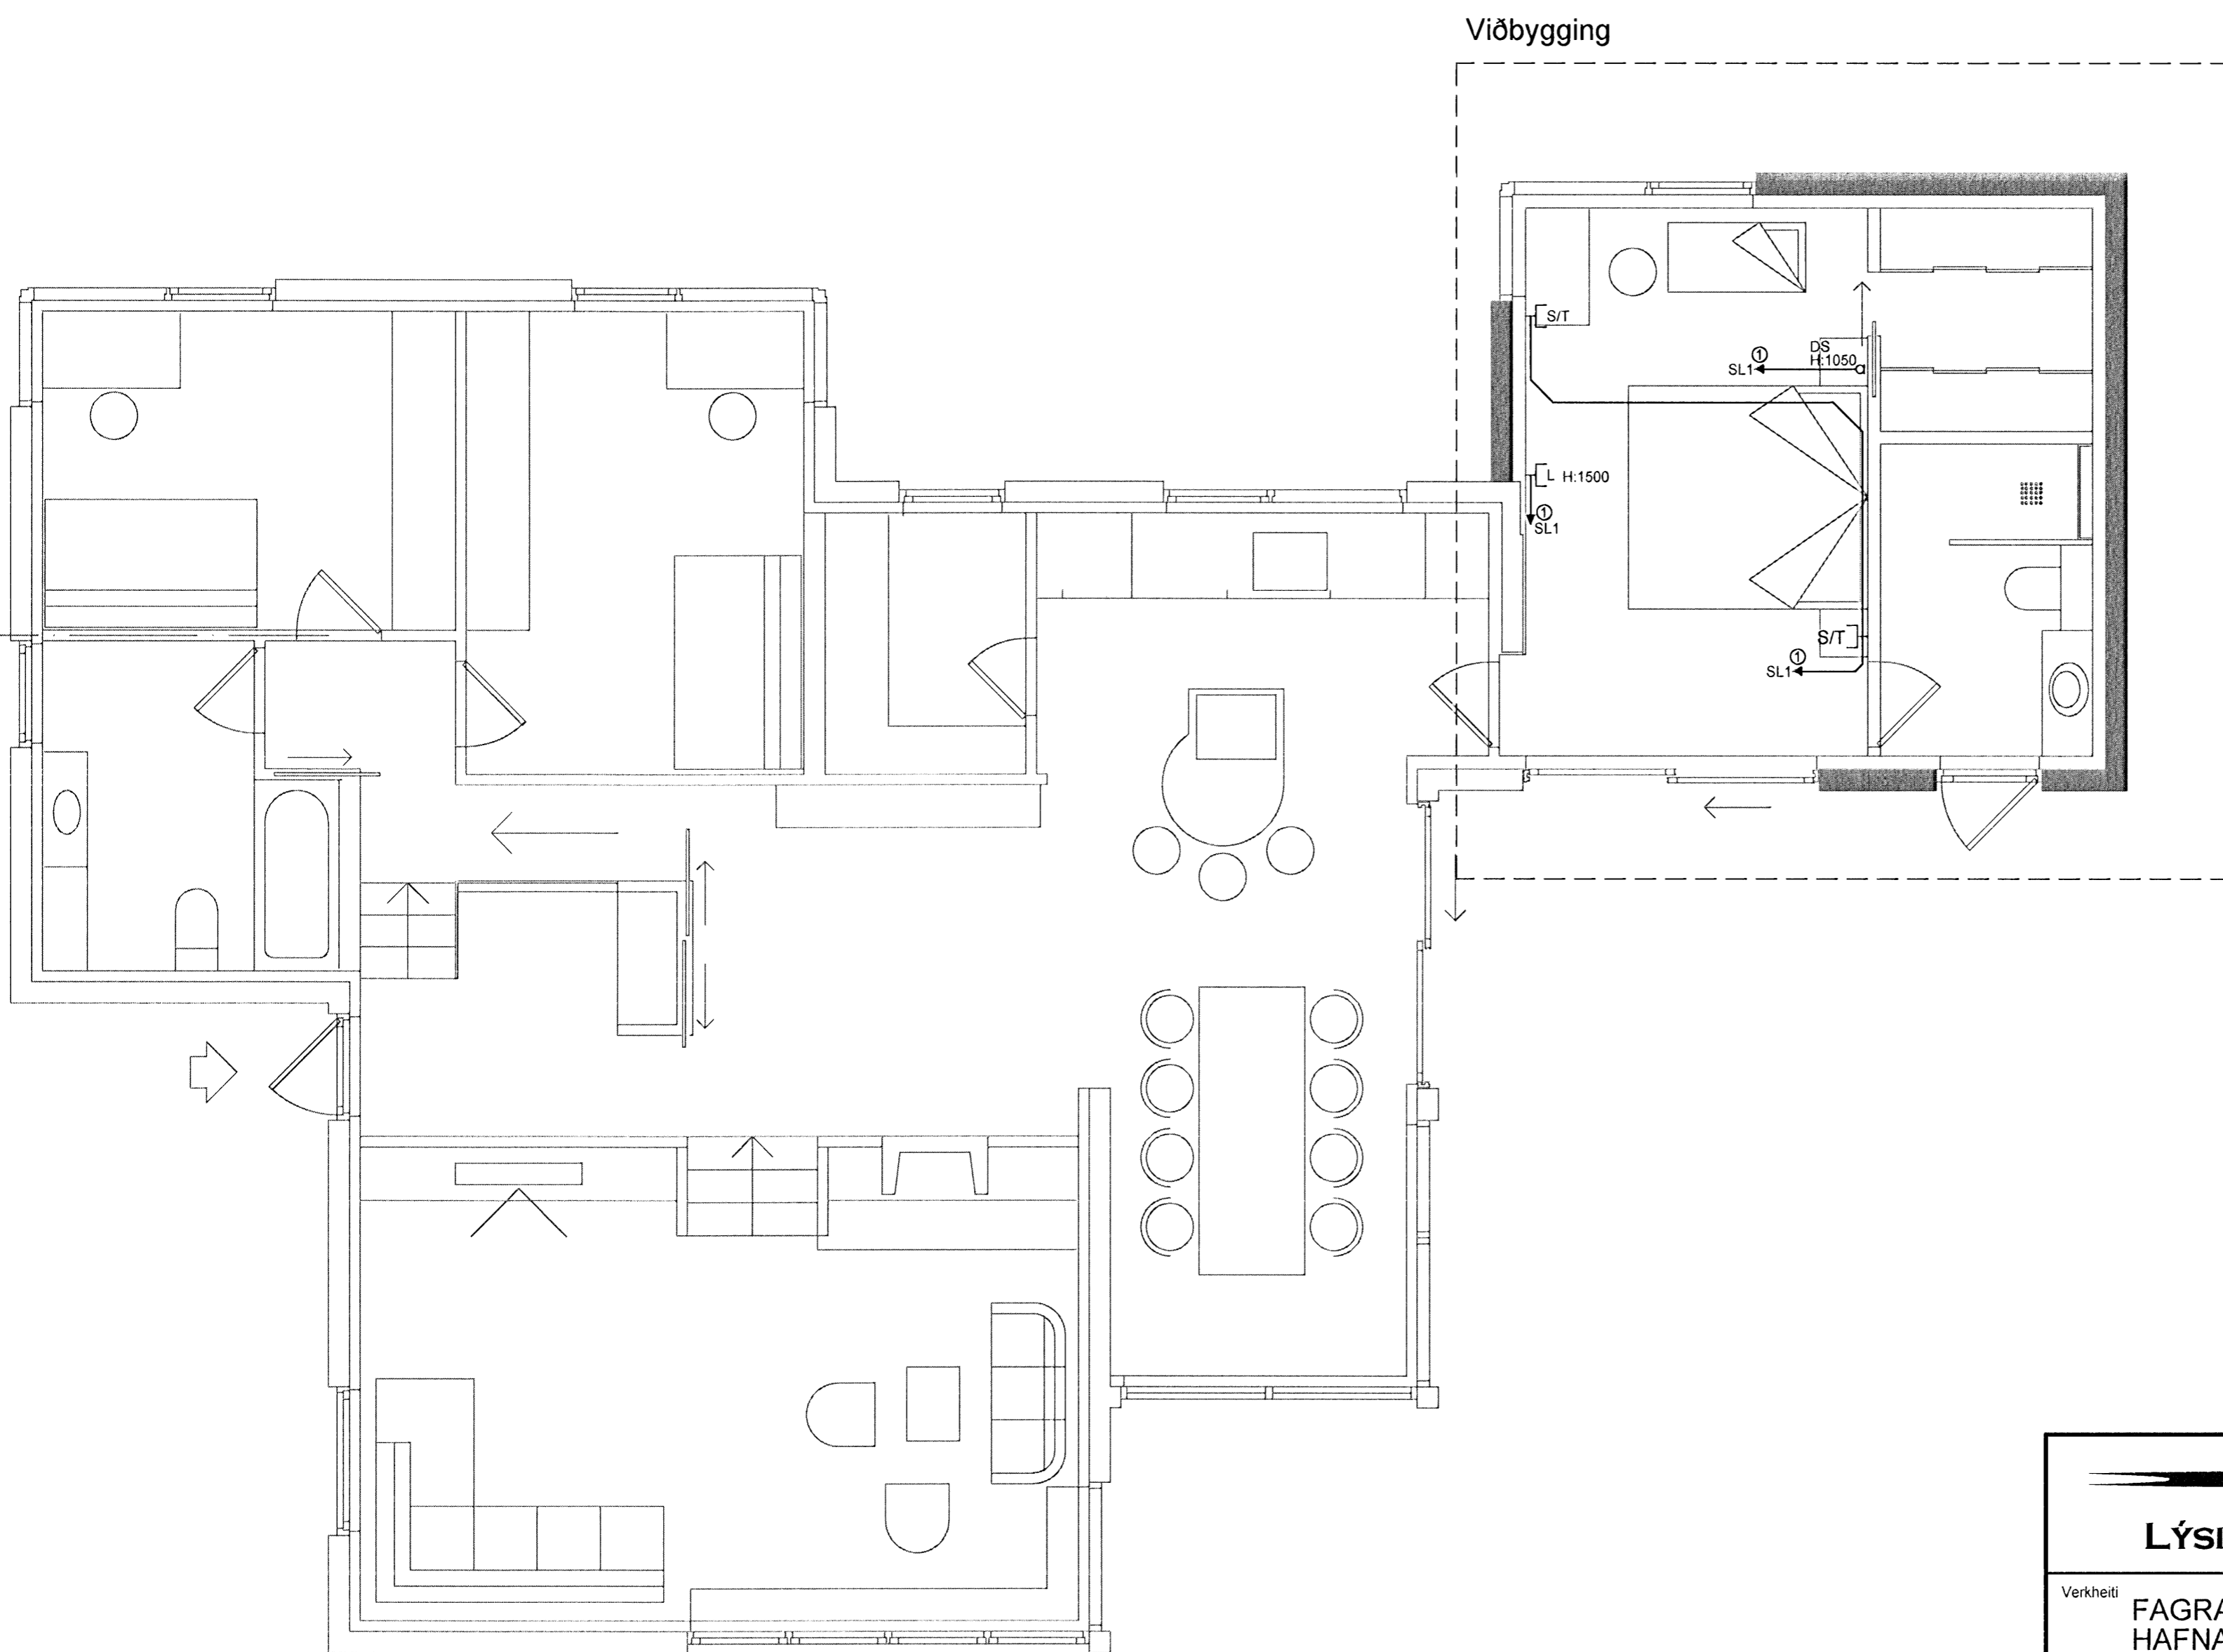 Viðbygging
S/T
DS
H:1050
①
SL1
L H:1500
①
SL1
S/T
①
SL1
Verkheiti
FAGRA
HAFNA